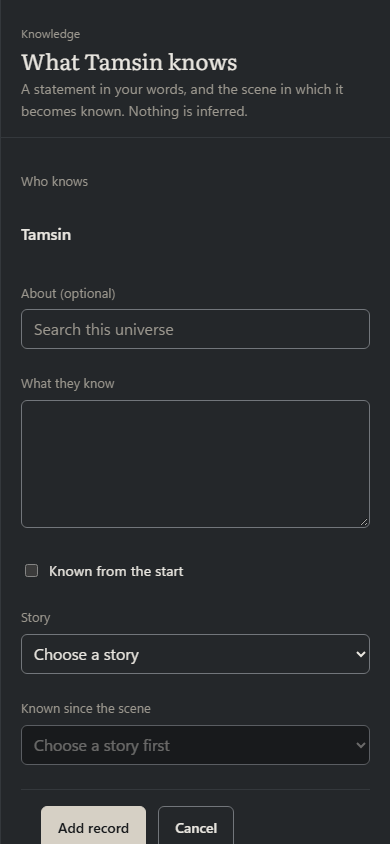 Knowledge
What Tamsin knows
A statement in your words, and the scene in which it
becomes known. Nothing is inferred.
Who knows
Tamsin
About (optional)
Search this universe
What they know
Known from the start
Story
Choose a story
Known since the scene
Choose a story first
Add record
Cancel